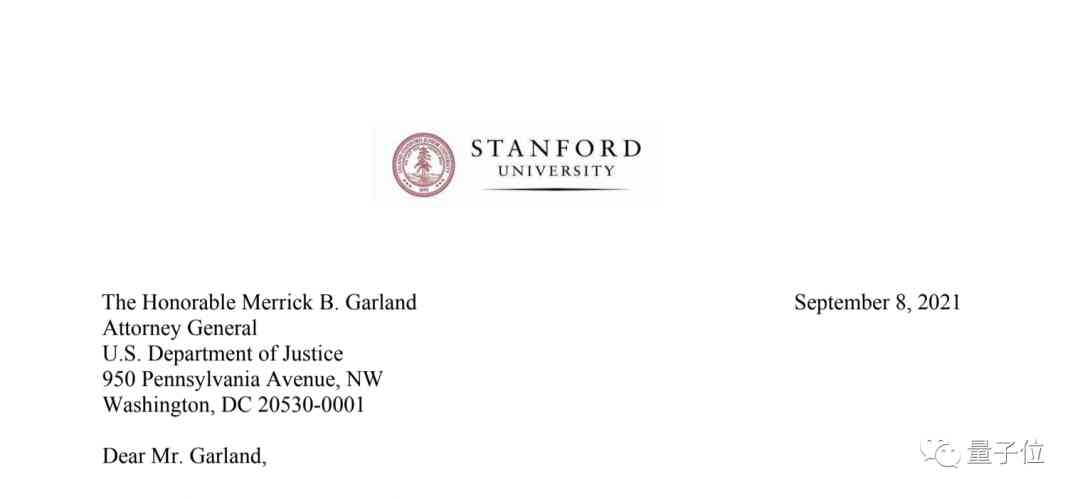 STANFORD
UNIVERSITY
The Honorable Merrick B. Garland
September 8, 2021
Attorney General
U.S. Department of Justice
950 Pennsylvania Avenue, NW
Washington, DC 20530-0001
Dear Mr. Garland,
量子位